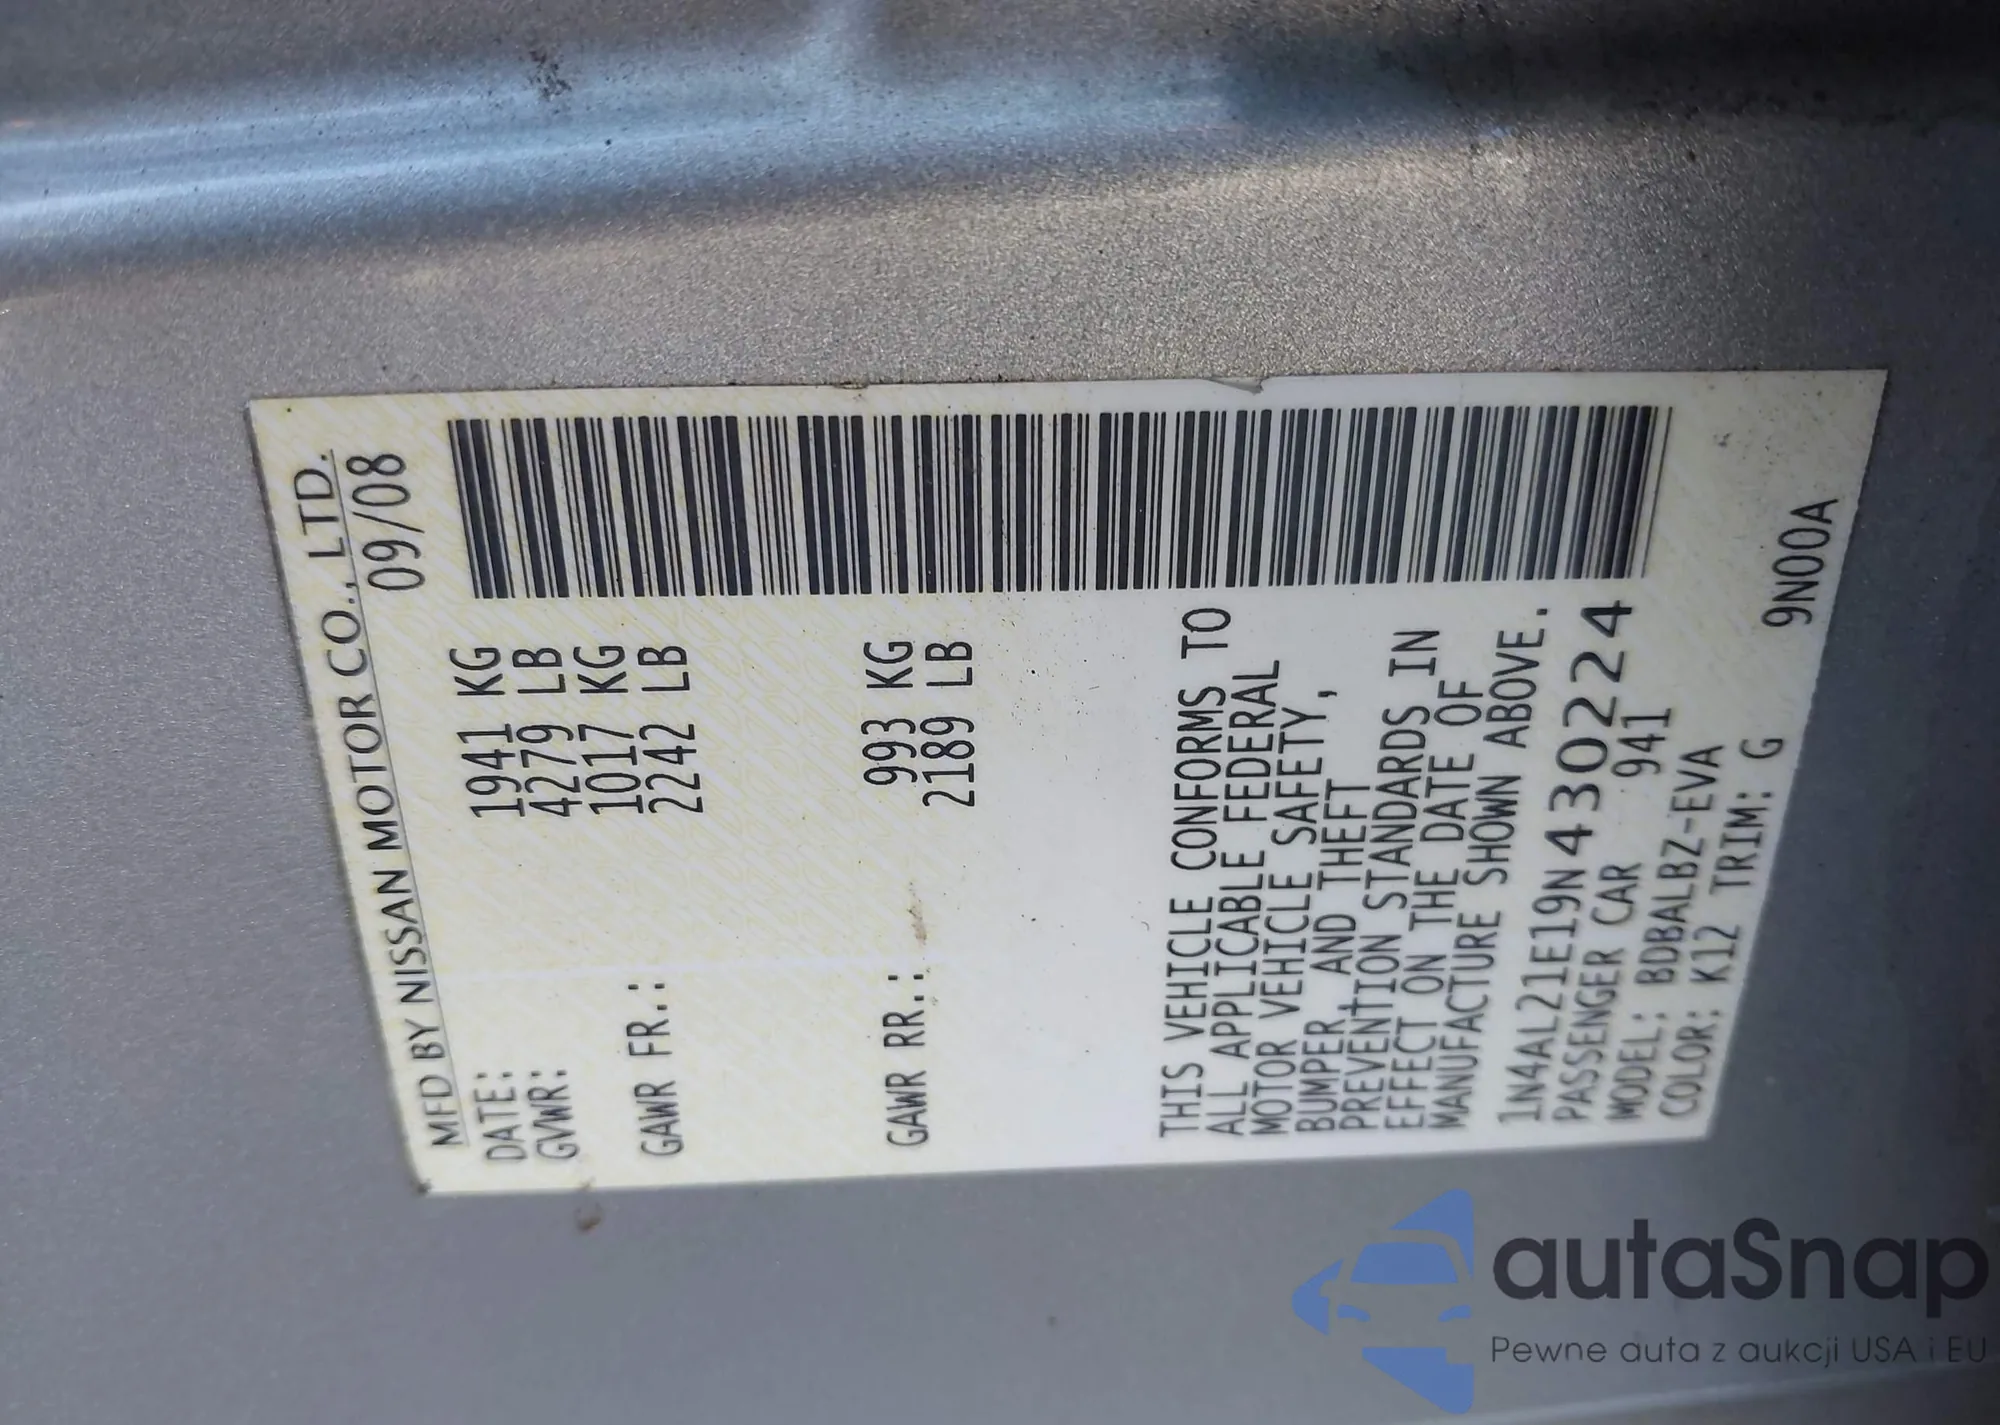 MFD BY NISSAN MOTOR CO., LTD.
DATE: 09/08
GVWR: 1941 KG
4279 LB
GAWR FR.: 1017 KG
2242 LB
GAWR RR.: 993 KG
2189 LB
THIS VEHICLE CONFORMS TO
ALL APPLICABLE FEDERAL
MOTOR VEHICLE SAFETY,
BUMPER AND THEFT
PREVENTION STANDARDS IN
EFFECT ON THE DATE OF
MANUFACTURE SHOWN ABOVE.
1N4AL21E19N430224
PASSENGER CAR 941
MODEL: BDBALBZ-EVA
COLOR: K12 TRIM: G 9N00A
autaSnap
Pewne auta z aukcji USA i EU